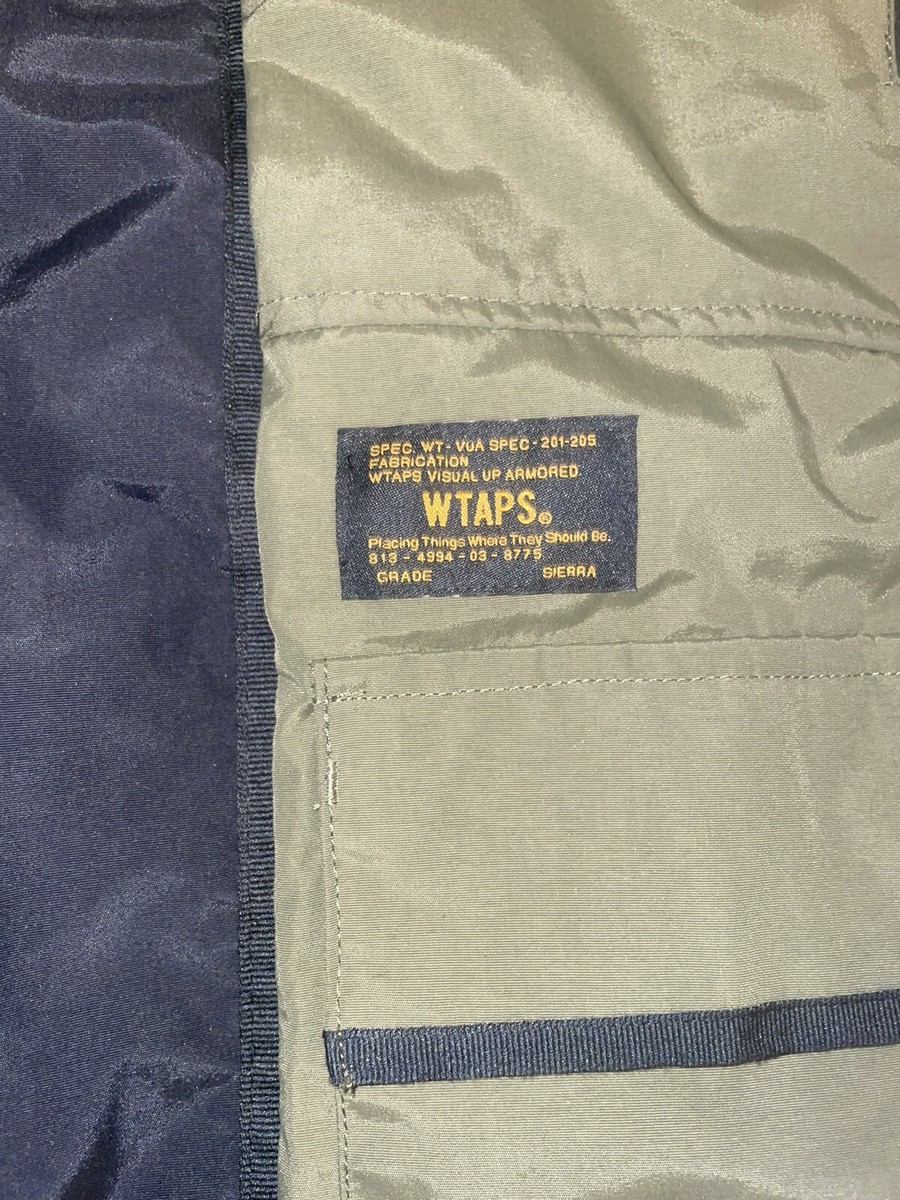 SPEC. WT- VUA SPEC - 201-205
FABRICATION
WTAPS VISUAL UP ARMORED
WTAPS®
Placing Things Where They Should Be.
813 - 4994 - 03 - 8775
GRADE SIERRA